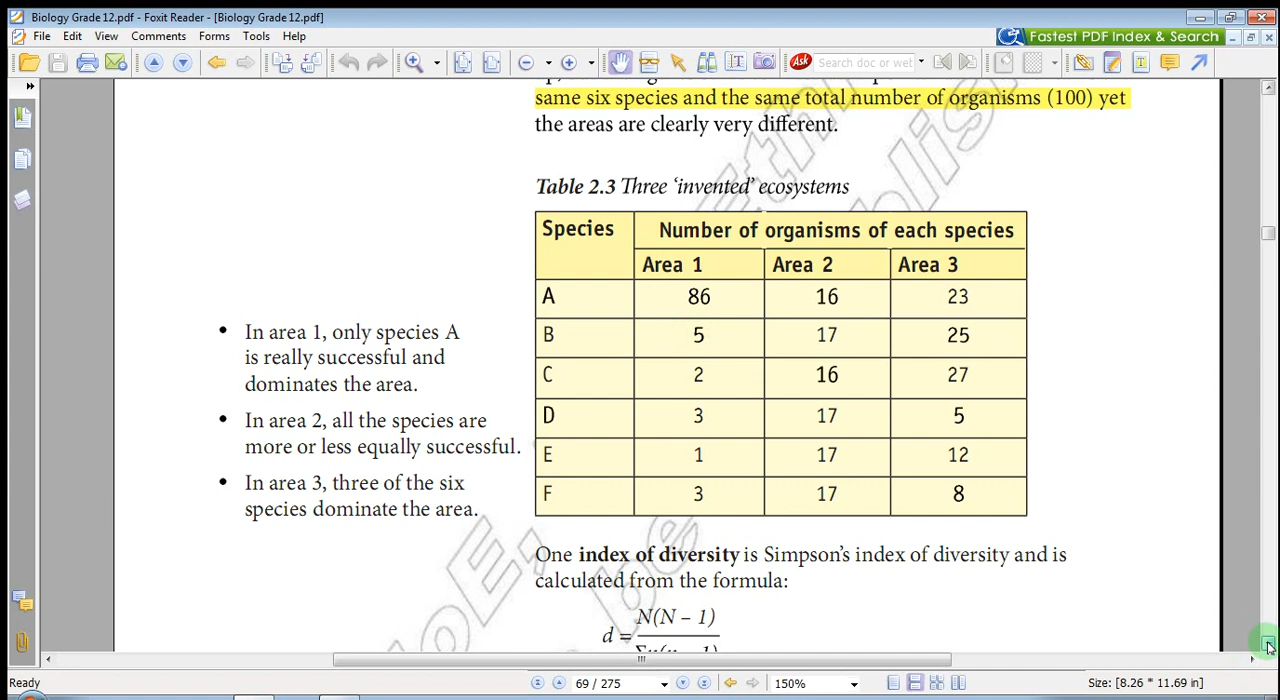 Biology Grade 12.pdf - Foxit Reader - [Biology Grade 12.pdf]
File Edit View Comments Forms Tools Help
Fastest PDF Index & Search
Ask Search doc or wel
same six species and the same total number of organisms (100) yet
the areas are clearly very different.
Table 2.3 Three ‘invented’ ecosystems
Species Number of organisms of each species
Area 1 Area 2 Area 3
A 86 16 23
B 5 17 25
C 2 16 27
D 3 17 5
E 1 17 12
F 3 17 8
• In area 1, only species A
is really successful and
dominates the area.
• In area 2, all the species are
more or less equally successful.
• In area 3, three of the six
species dominate the area.
One index of diversity is Simpson’s index of diversity and is
calculated from the formula:
d = N(N – 1)
Ready 69 / 275 150% Size: [8.26 * 11.69 in]